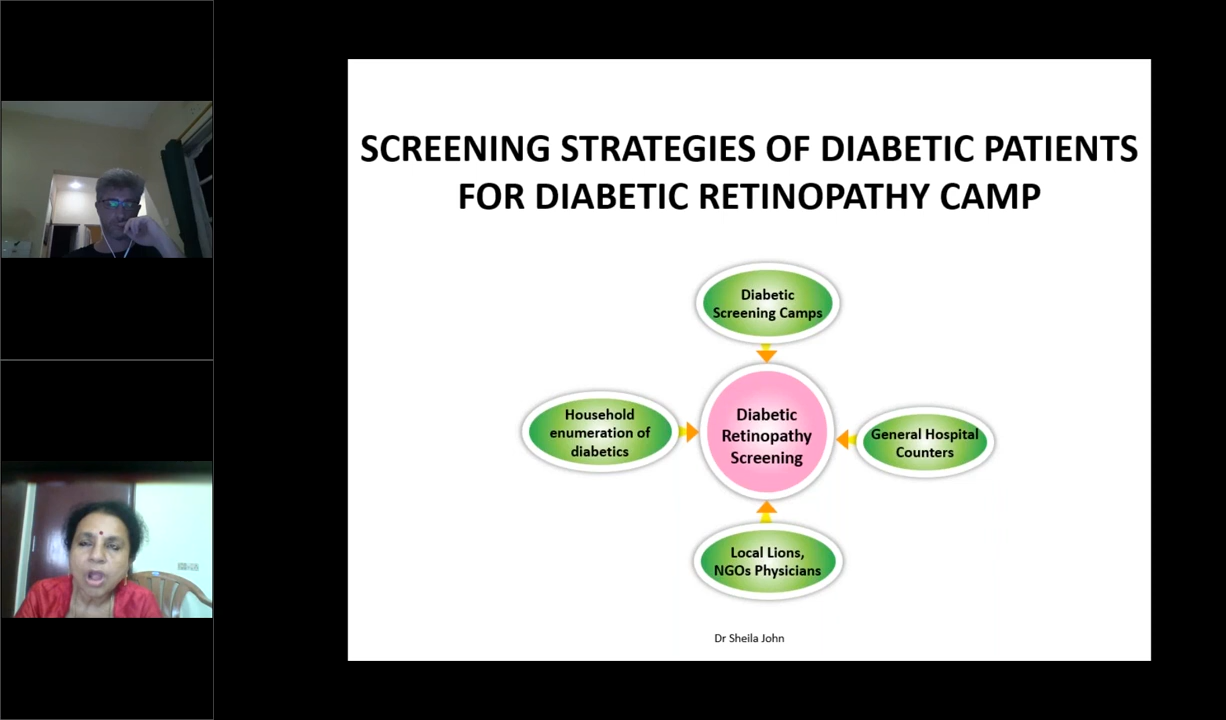 SCREENING STRATEGIES OF DIABETIC PATIENTS
FOR DIABETIC RETINOPATHY CAMP
Diabetic
Screening Camps
Household
enumeration of
diabetics
Diabetic
Retinopathy
Screening
General Hospital
Counters
Local Lions,
NGOs Physicians
Dr Sheila John